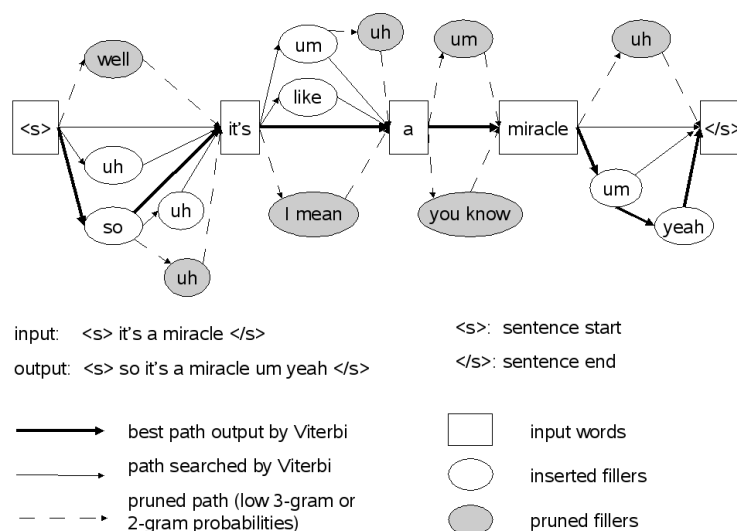 um
uh
um
uh
well
like
<s>
it's
a
miracle
</s>
uh
um
so
uh
I mean
you know
yeah
uh
input: <s> it's a miracle </s>
<s>: sentence start
output: <s> so it's a miracle um yeah </s>
</s>: sentence end
best path output by Viterbi
input words
path searched by Viterbi
inserted fillers
pruned path (low 3-gram or
2-gram probabilities)
pruned fillers